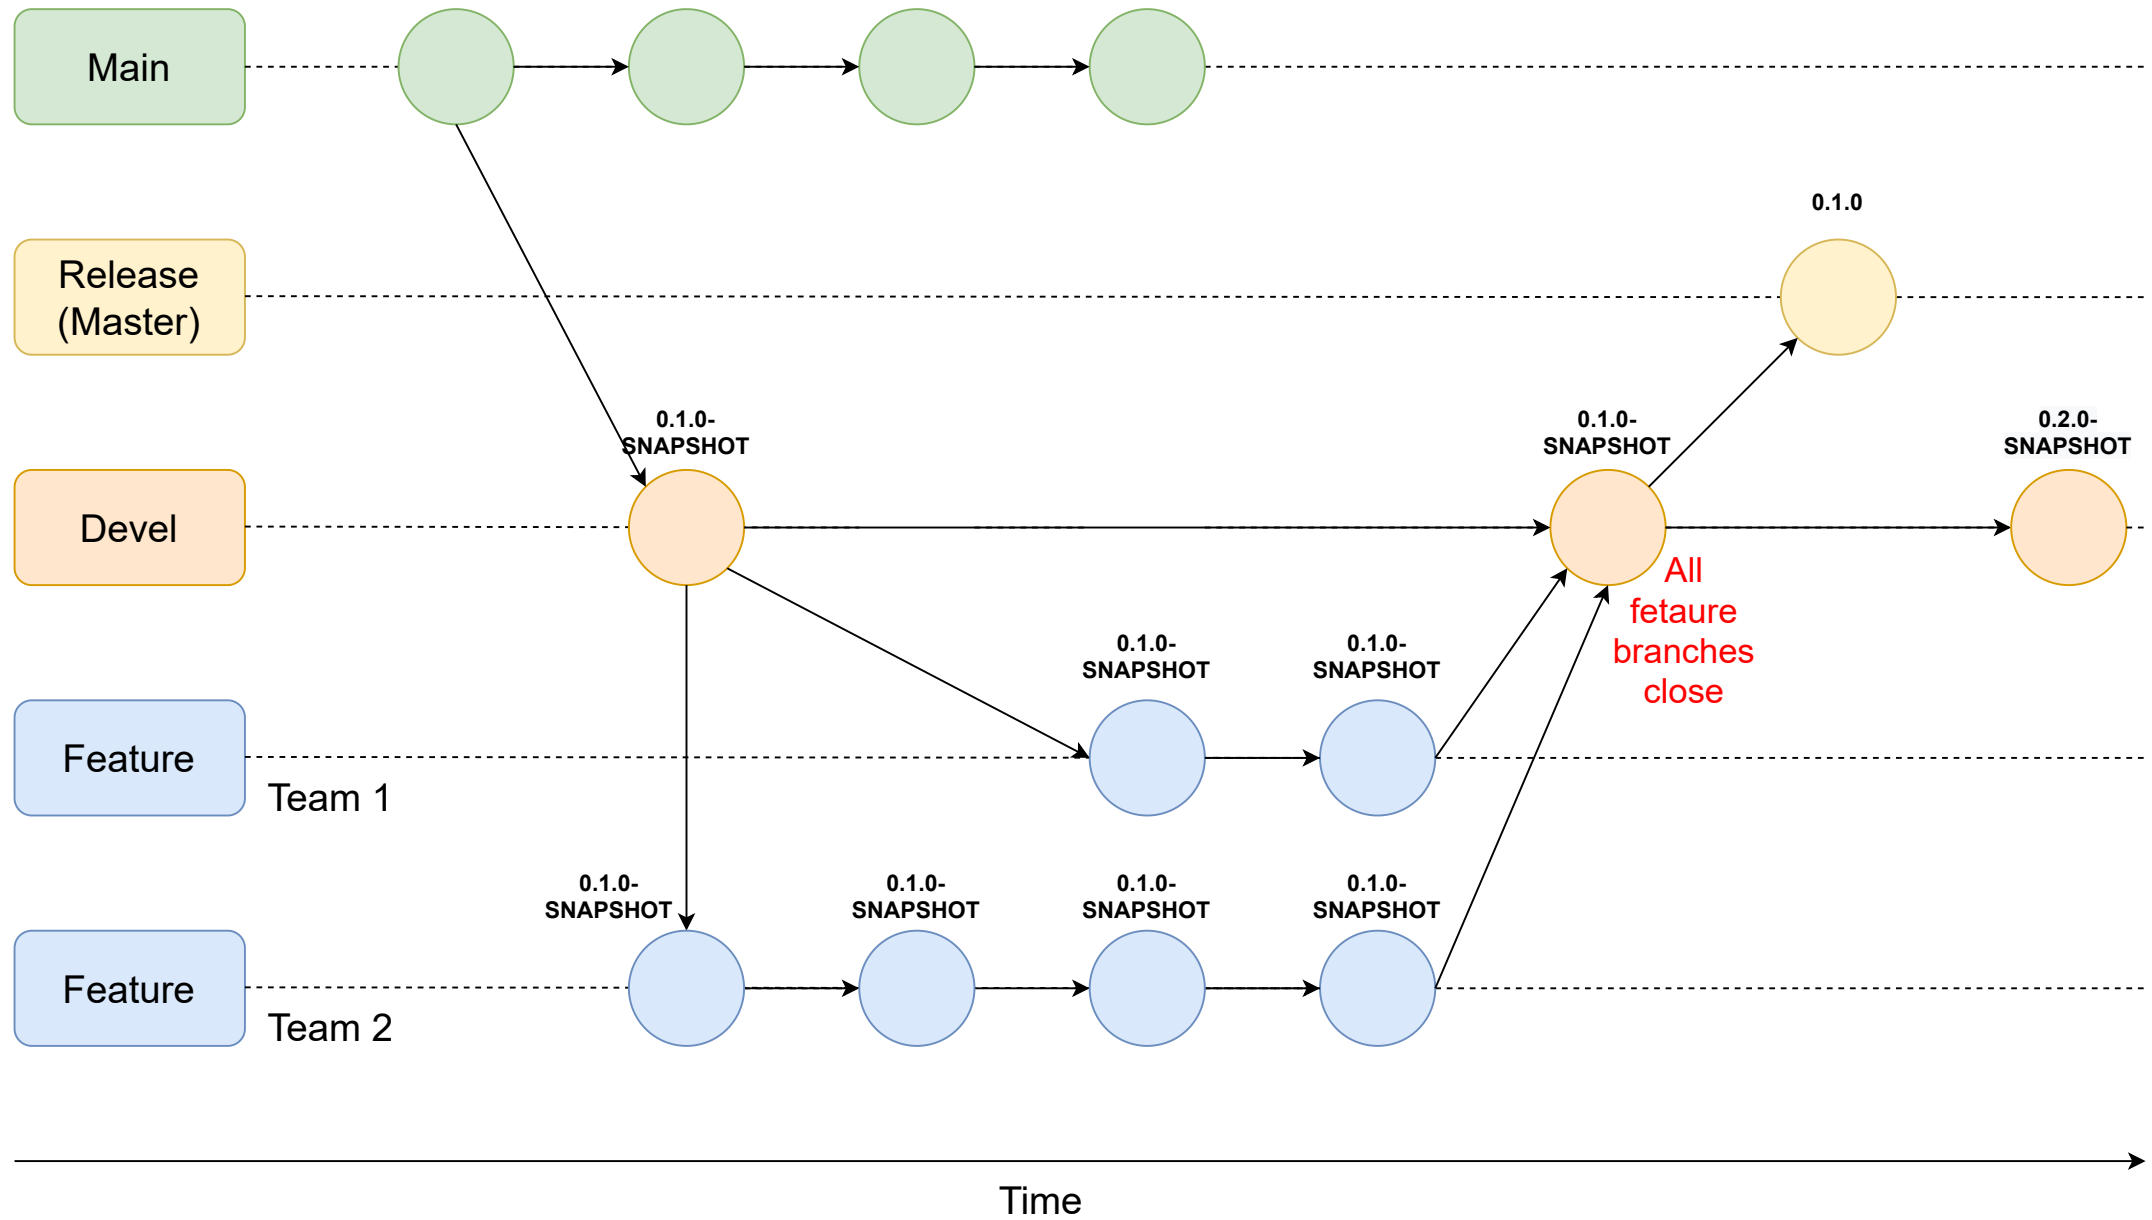 Main
0.1.0
Release
(Master)
0.1.0-
SNAPSHOT
0.1.0-
SNAPSHOT
0.2.0-
SNAPSHOT
Devel
All
fetaure
branches
close
0.1.0-
SNAPSHOT
0.1.0-
SNAPSHOT
Feature
Team 1
0.1.0-
SNAPSHOT
0.1.0-
SNAPSHOT
0.1.0-
SNAPSHOT
0.1.0-
SNAPSHOT
Feature
Team 2
Time